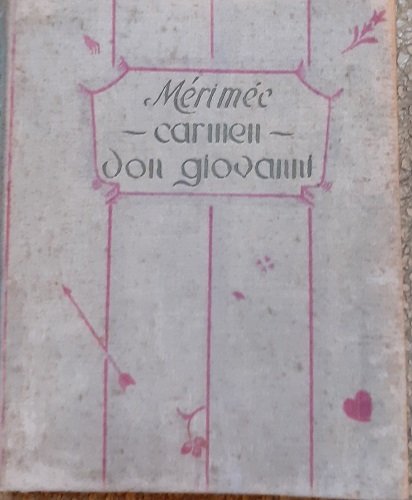 Mérimée
– carmen –
don giovanni